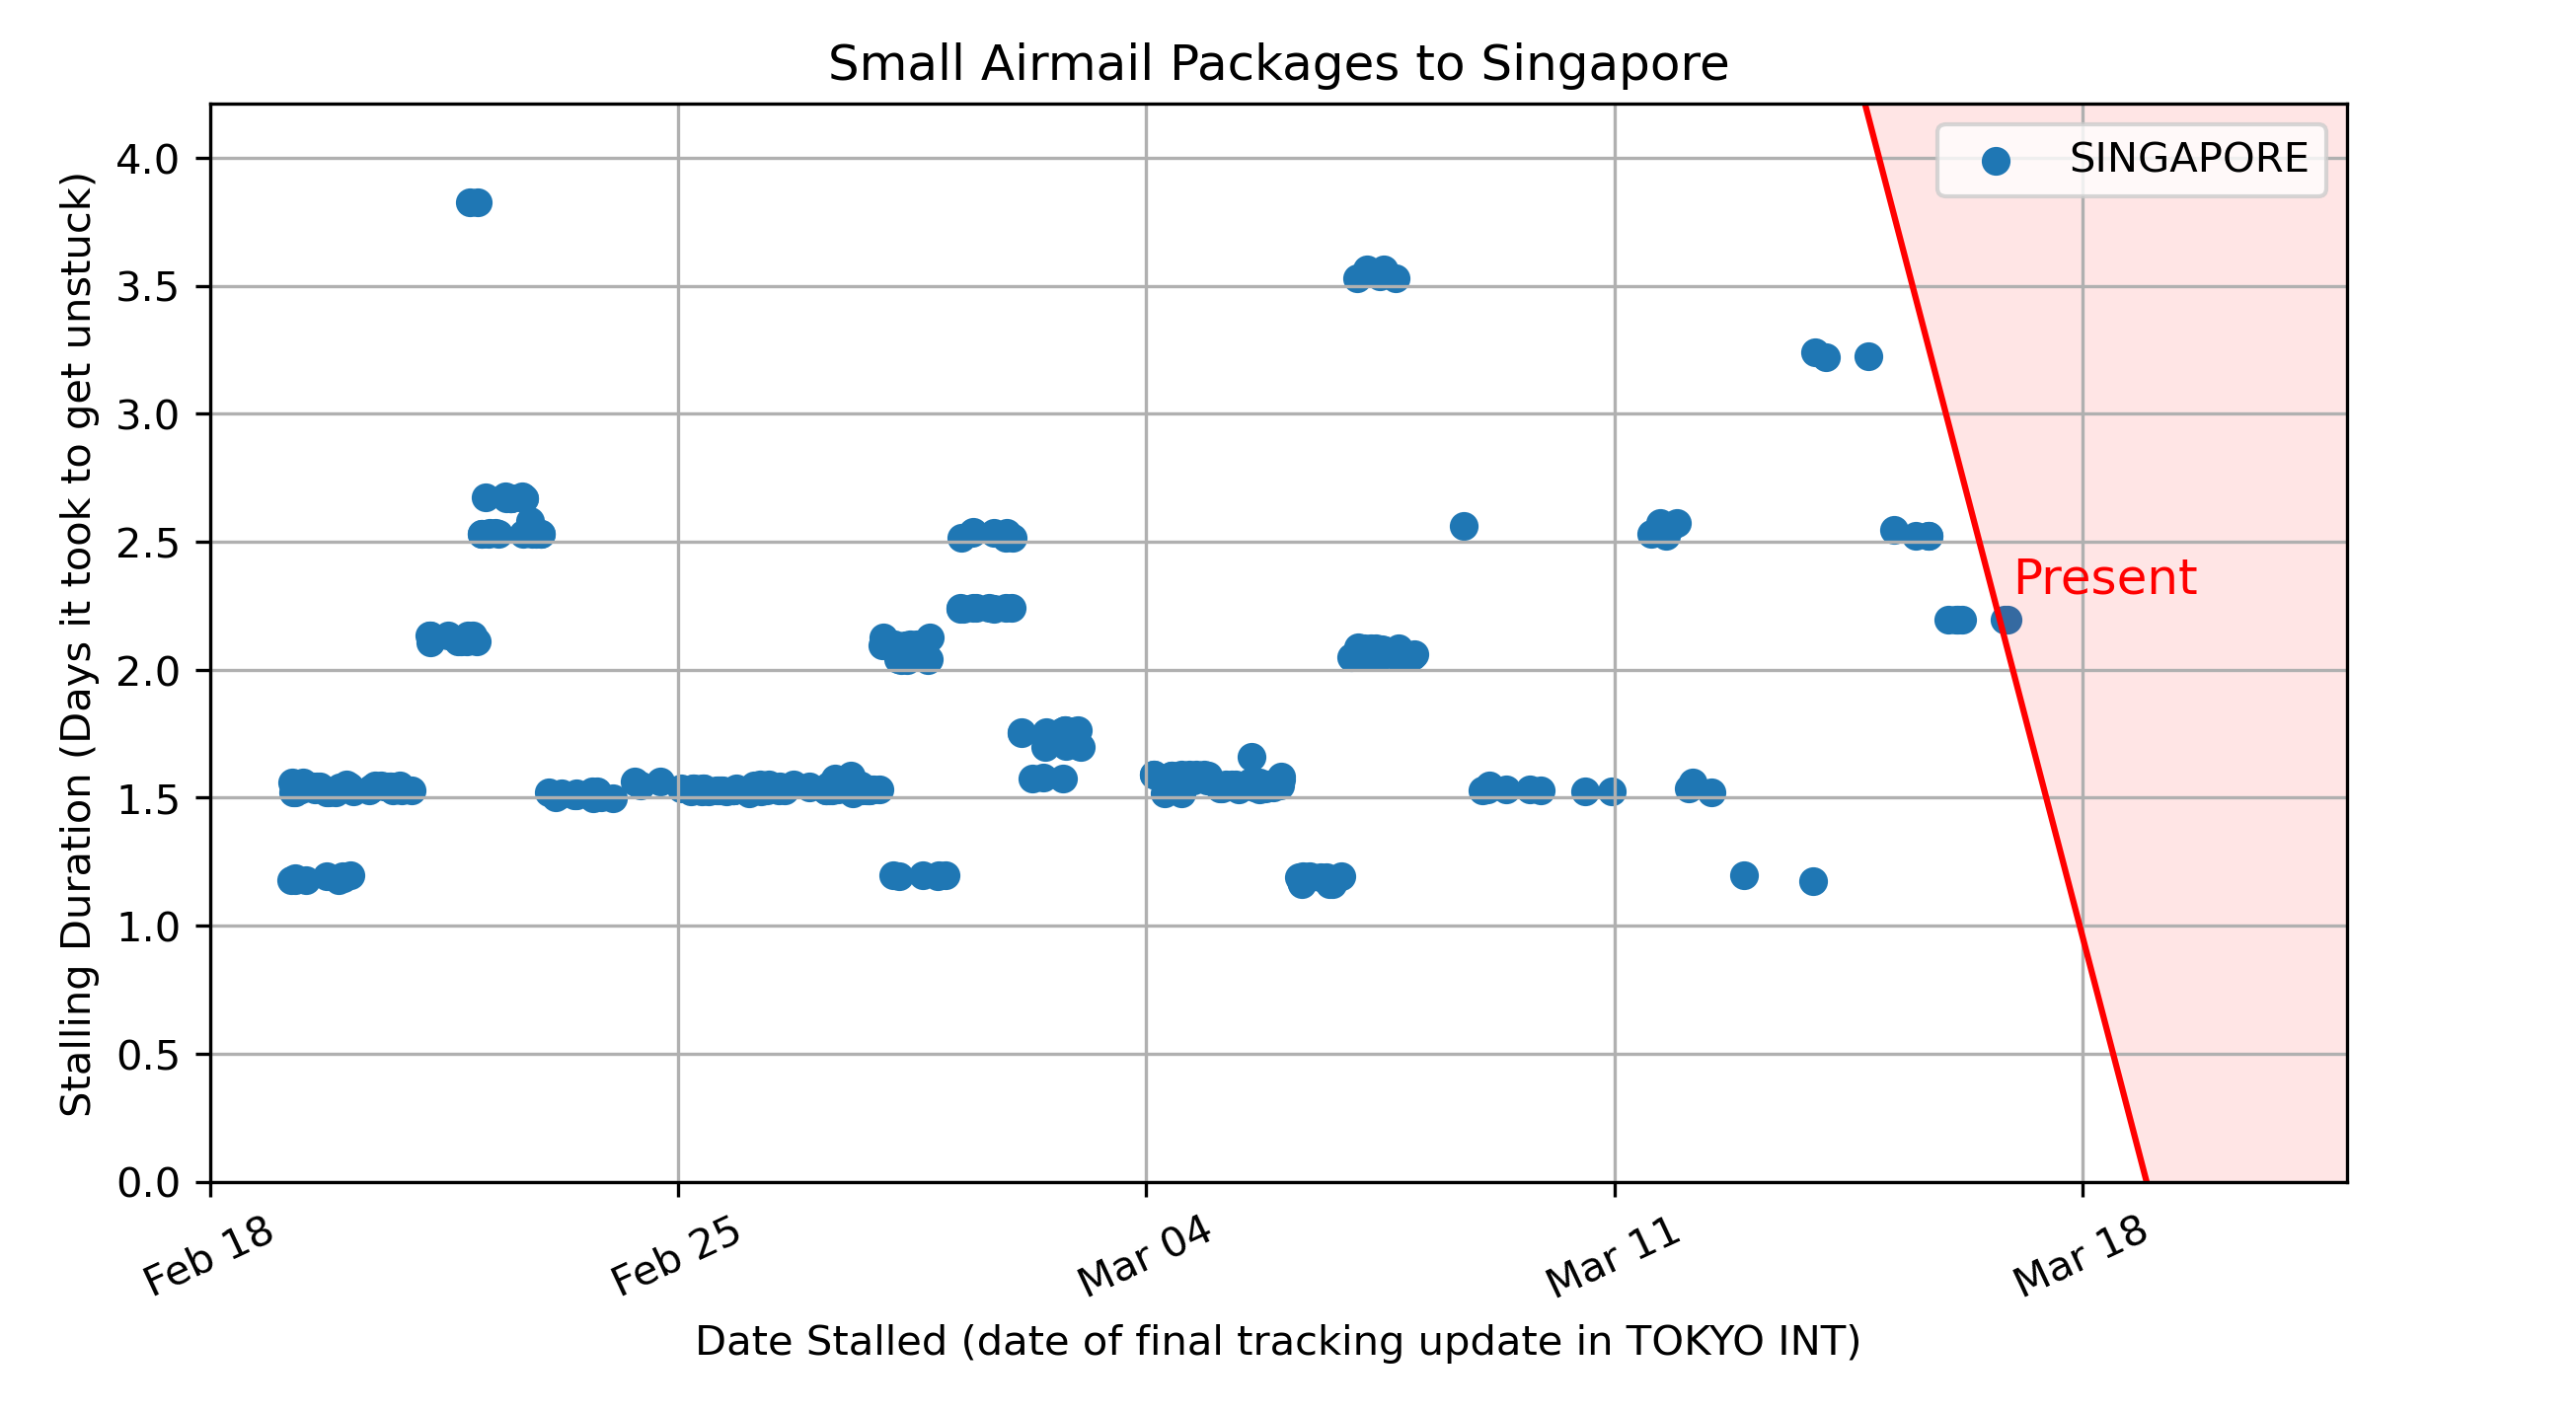 Small Airmail Packages to Singapore
Stalling Duration (Days it took to get unstuck)
4.0
3.5
3.0
2.5
2.0
1.5
1.0
0.5
0.0
SINGAPORE
Present
Feb 18
Feb 25
Mar 04
Mar 11
Mar 18
Date Stalled (date of final tracking update in TOKYO INT)